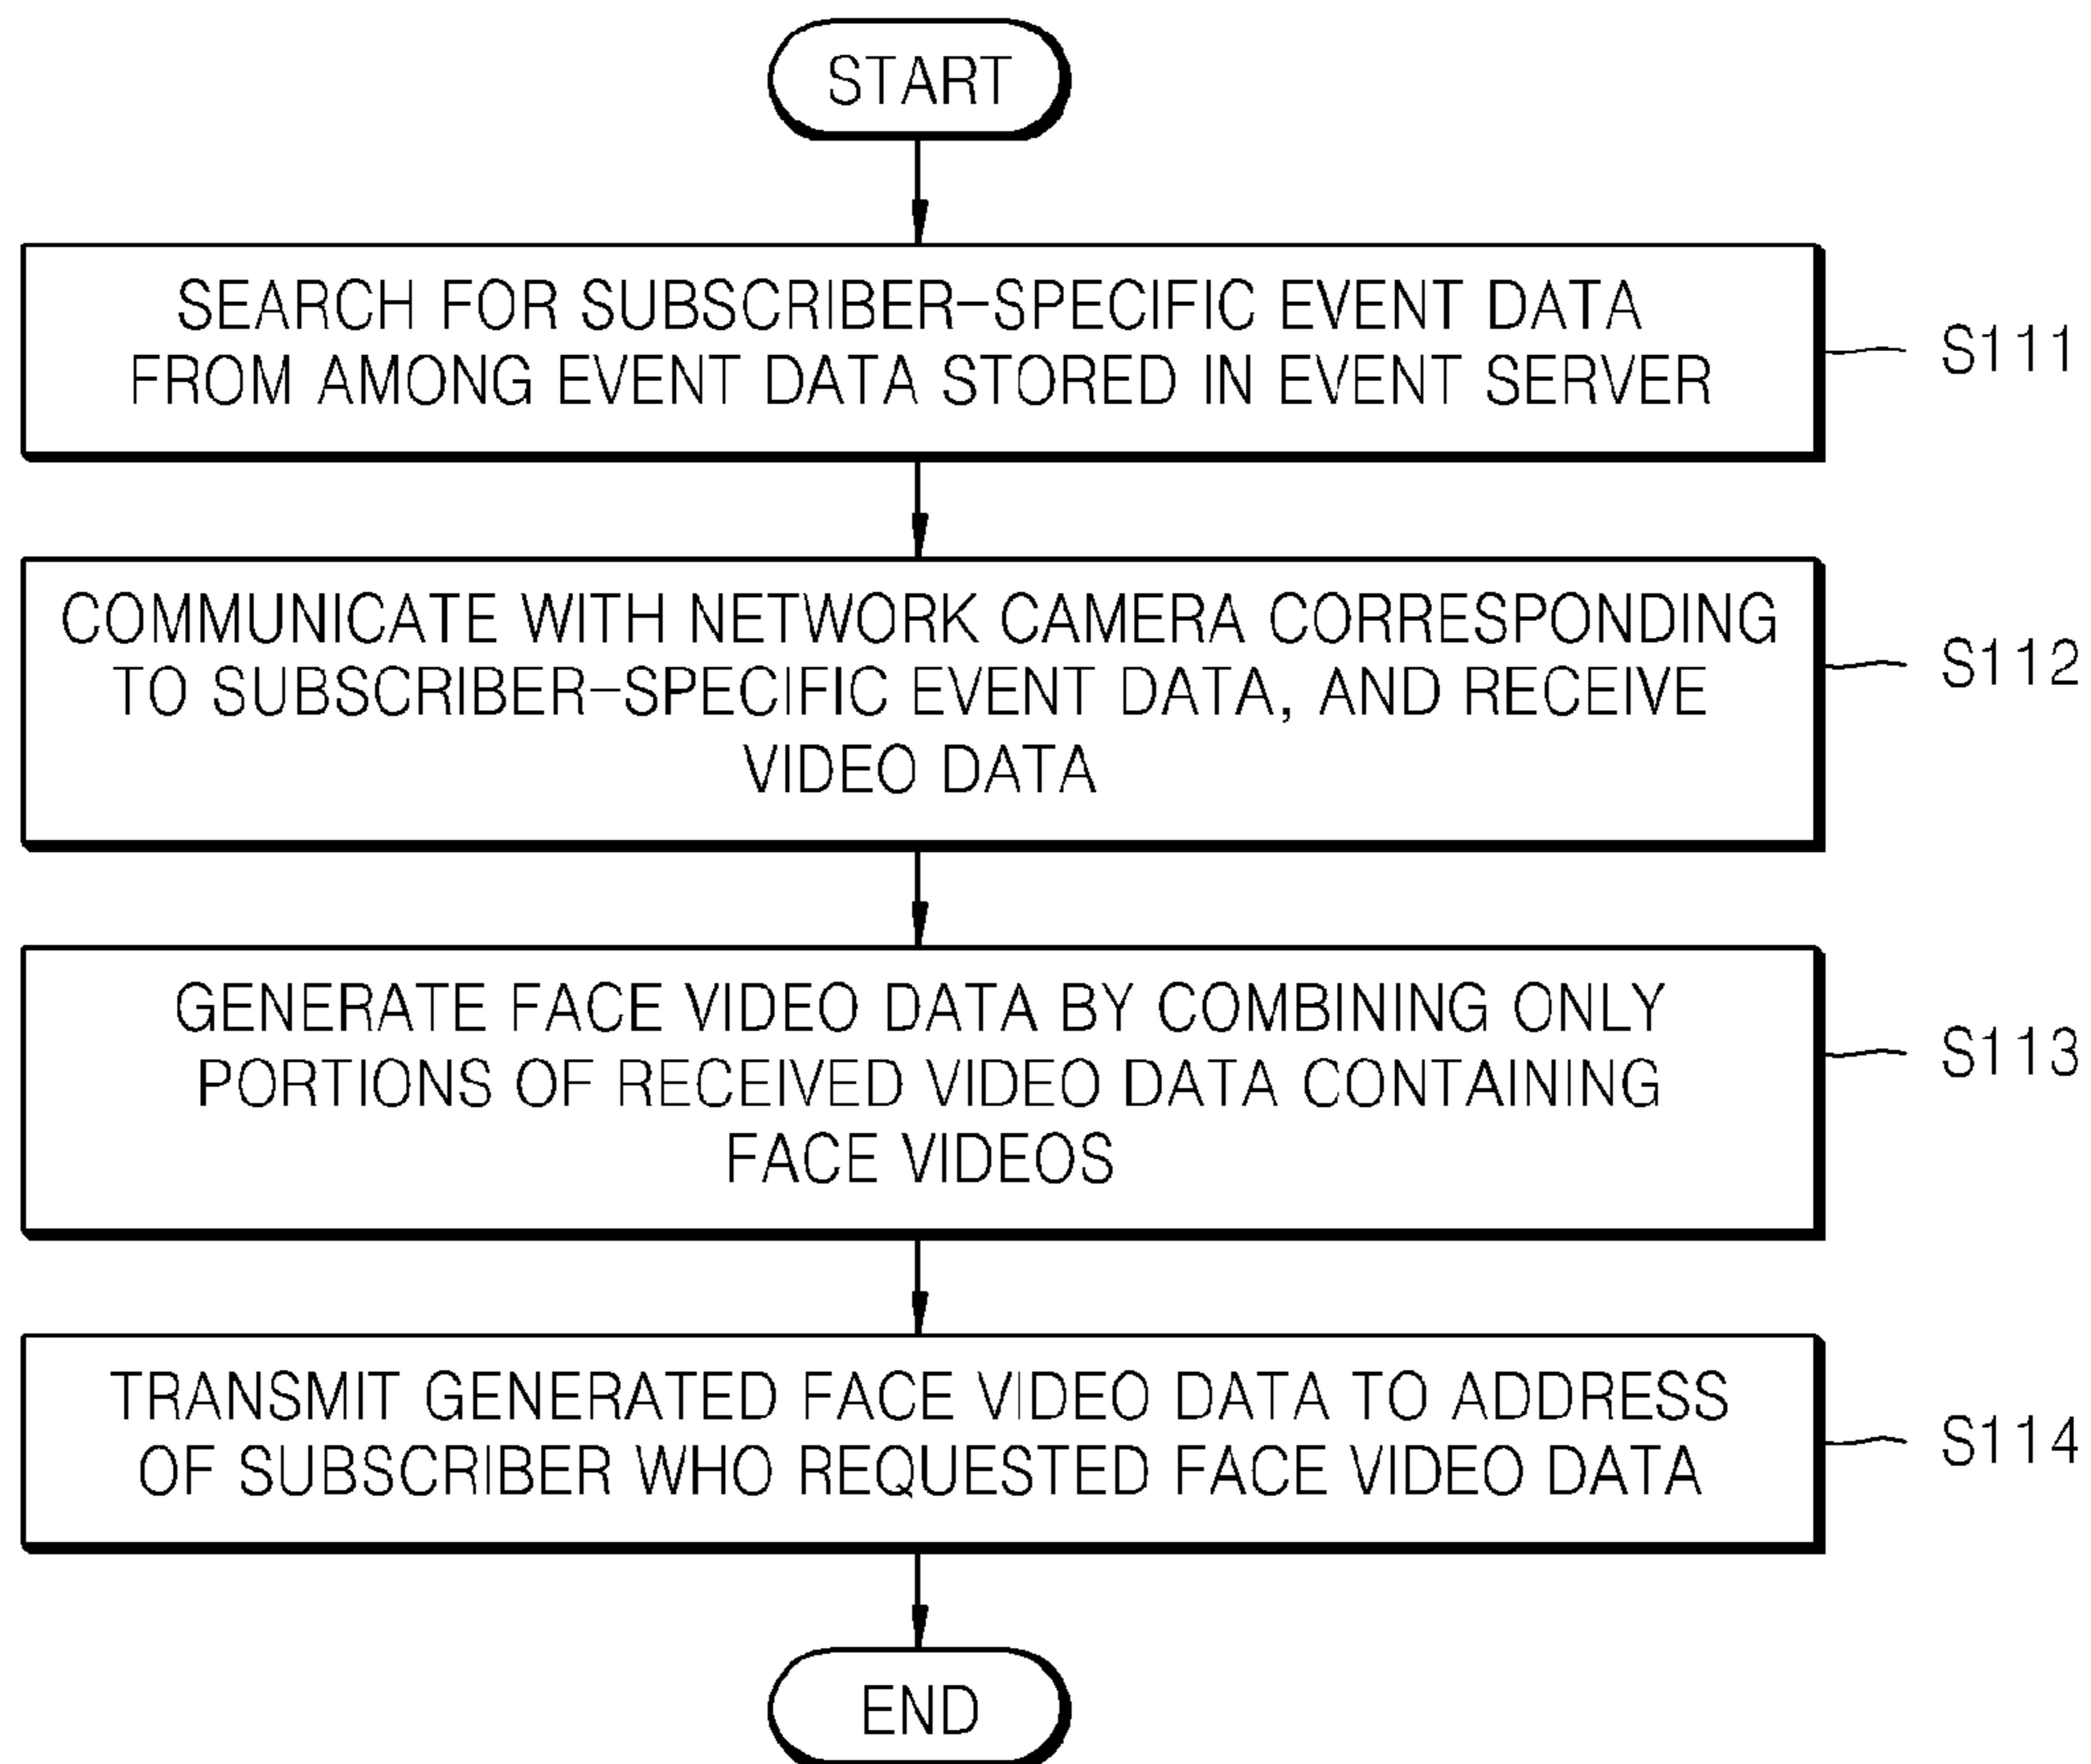 START
SEARCH FOR SUBSCRIBER-SPECIFIC EVENT DATA
FROM AMONG EVENT DATA STORED IN EVENT SERVER
S111
COMMUNICATE WITH NETWORK CAMERA CORRESPONDING
TO SUBSCRIBER-SPECIFIC EVENT DATA, AND RECEIVE
VIDEO DATA
S112
GENERATE FACE VIDEO DATA BY COMBINING ONLY
PORTIONS OF RECEIVED VIDEO DATA CONTAINING
FACE VIDEOS
S113
TRANSMIT GENERATED FACE VIDEO DATA TO ADDRESS
OF SUBSCRIBER WHO REQUESTED FACE VIDEO DATA
S114
END